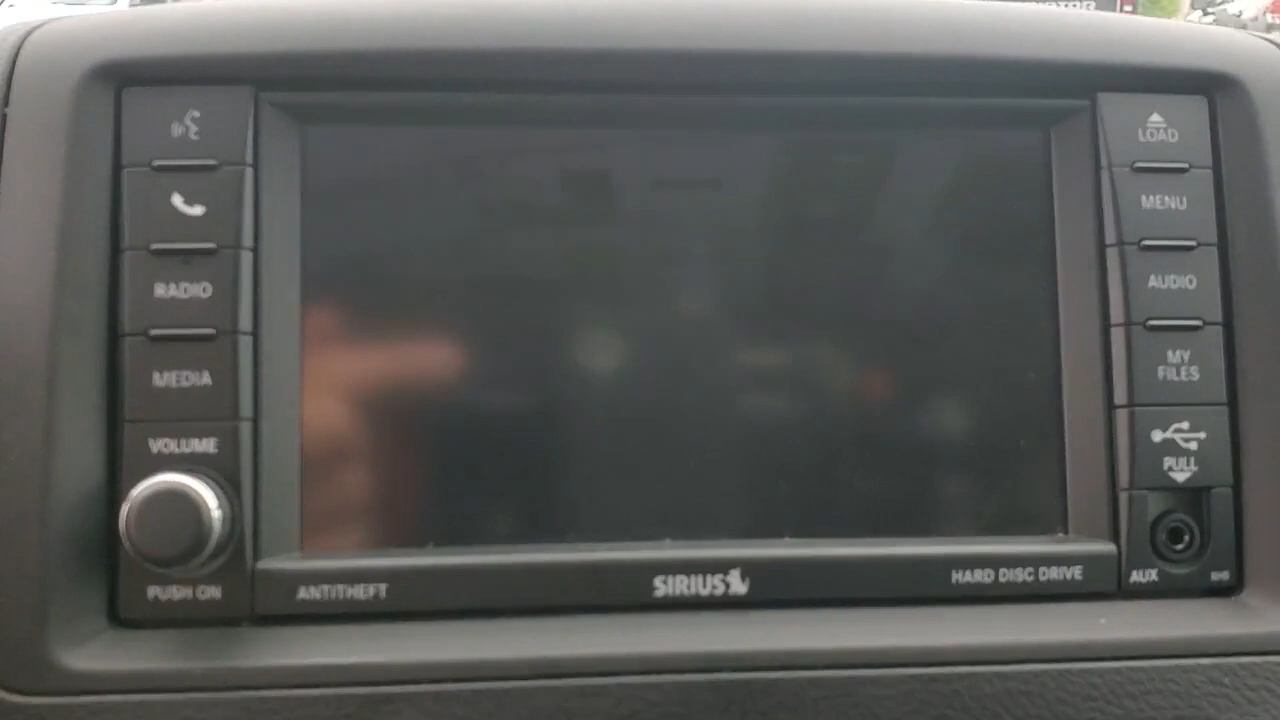 RADIO
MEDIA
VOLUME
PUSH ON
ANTITHEFT
SIRIUS
HARD DISC DRIVE
LOAD
MENU
AUDIO
MY
FILES
PULL
AUX